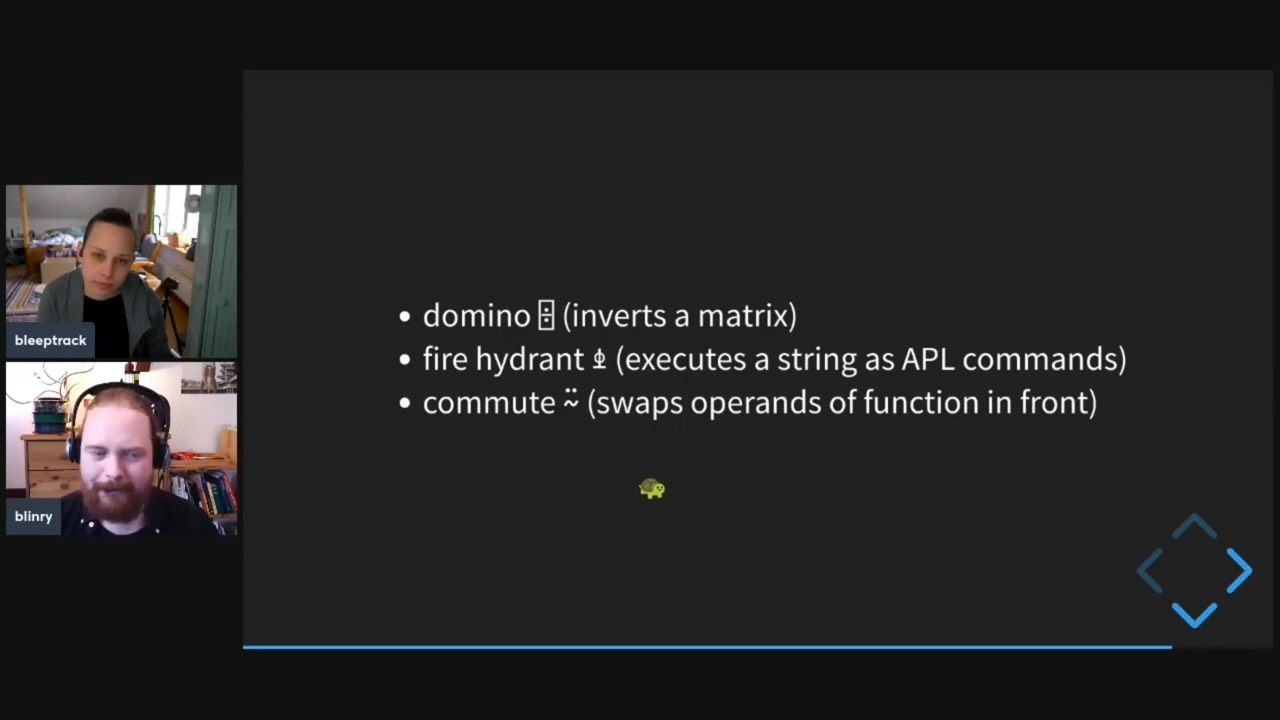 bleeptrack
blinry
domino ⌹ (inverts a matrix)
fire hydrant ⍎ (executes a string as APL commands)
commute ⍨ (swaps operands of function in front)